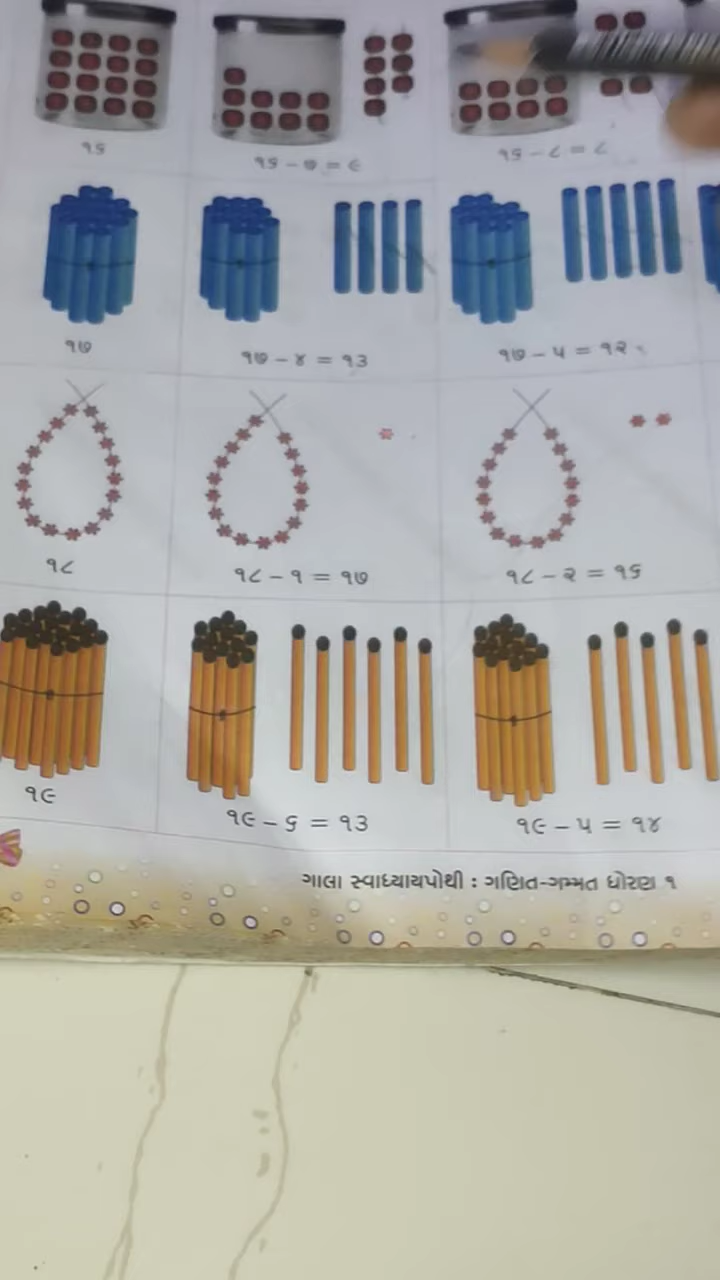 ૧૬
૧૬ - ૭ = ૯
૧૬ - ૮ = ૮
૧૭
૧૭ - ૪ = ૧૩
૧૭ - ૫ = ૧૨
૧૮
૧૮ - ૧ = ૧૭
૧૮ - ૨ = ૧૬
૧૯
૧૯ - ૬ = ૧૩
૧૯ - ૫ = ૧૪
ગાલા સ્વાધ્યાયપોથી : ગણિત-ગમ્મત ધોરણ ૧